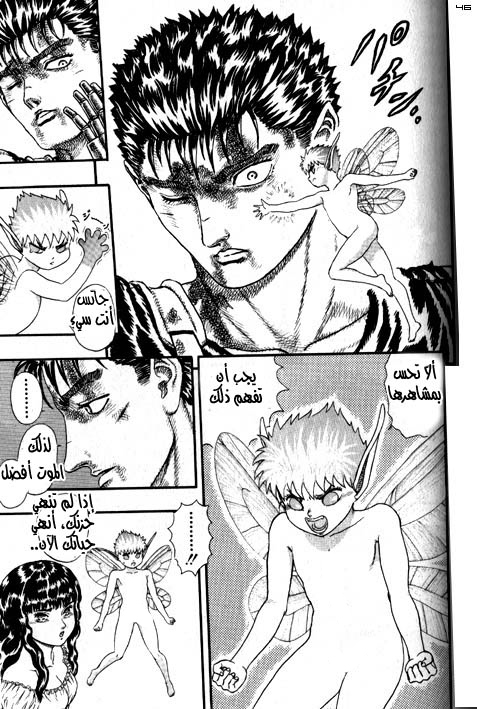 46
جاتس
أنت سيء
ألا تحس
بمشاعرها
يجب أن
تفهم ذلك
........
لذلك
الموت أفضل
......!!
إذا لم تنهي
حزنك، أنهي
حياتك الآن..